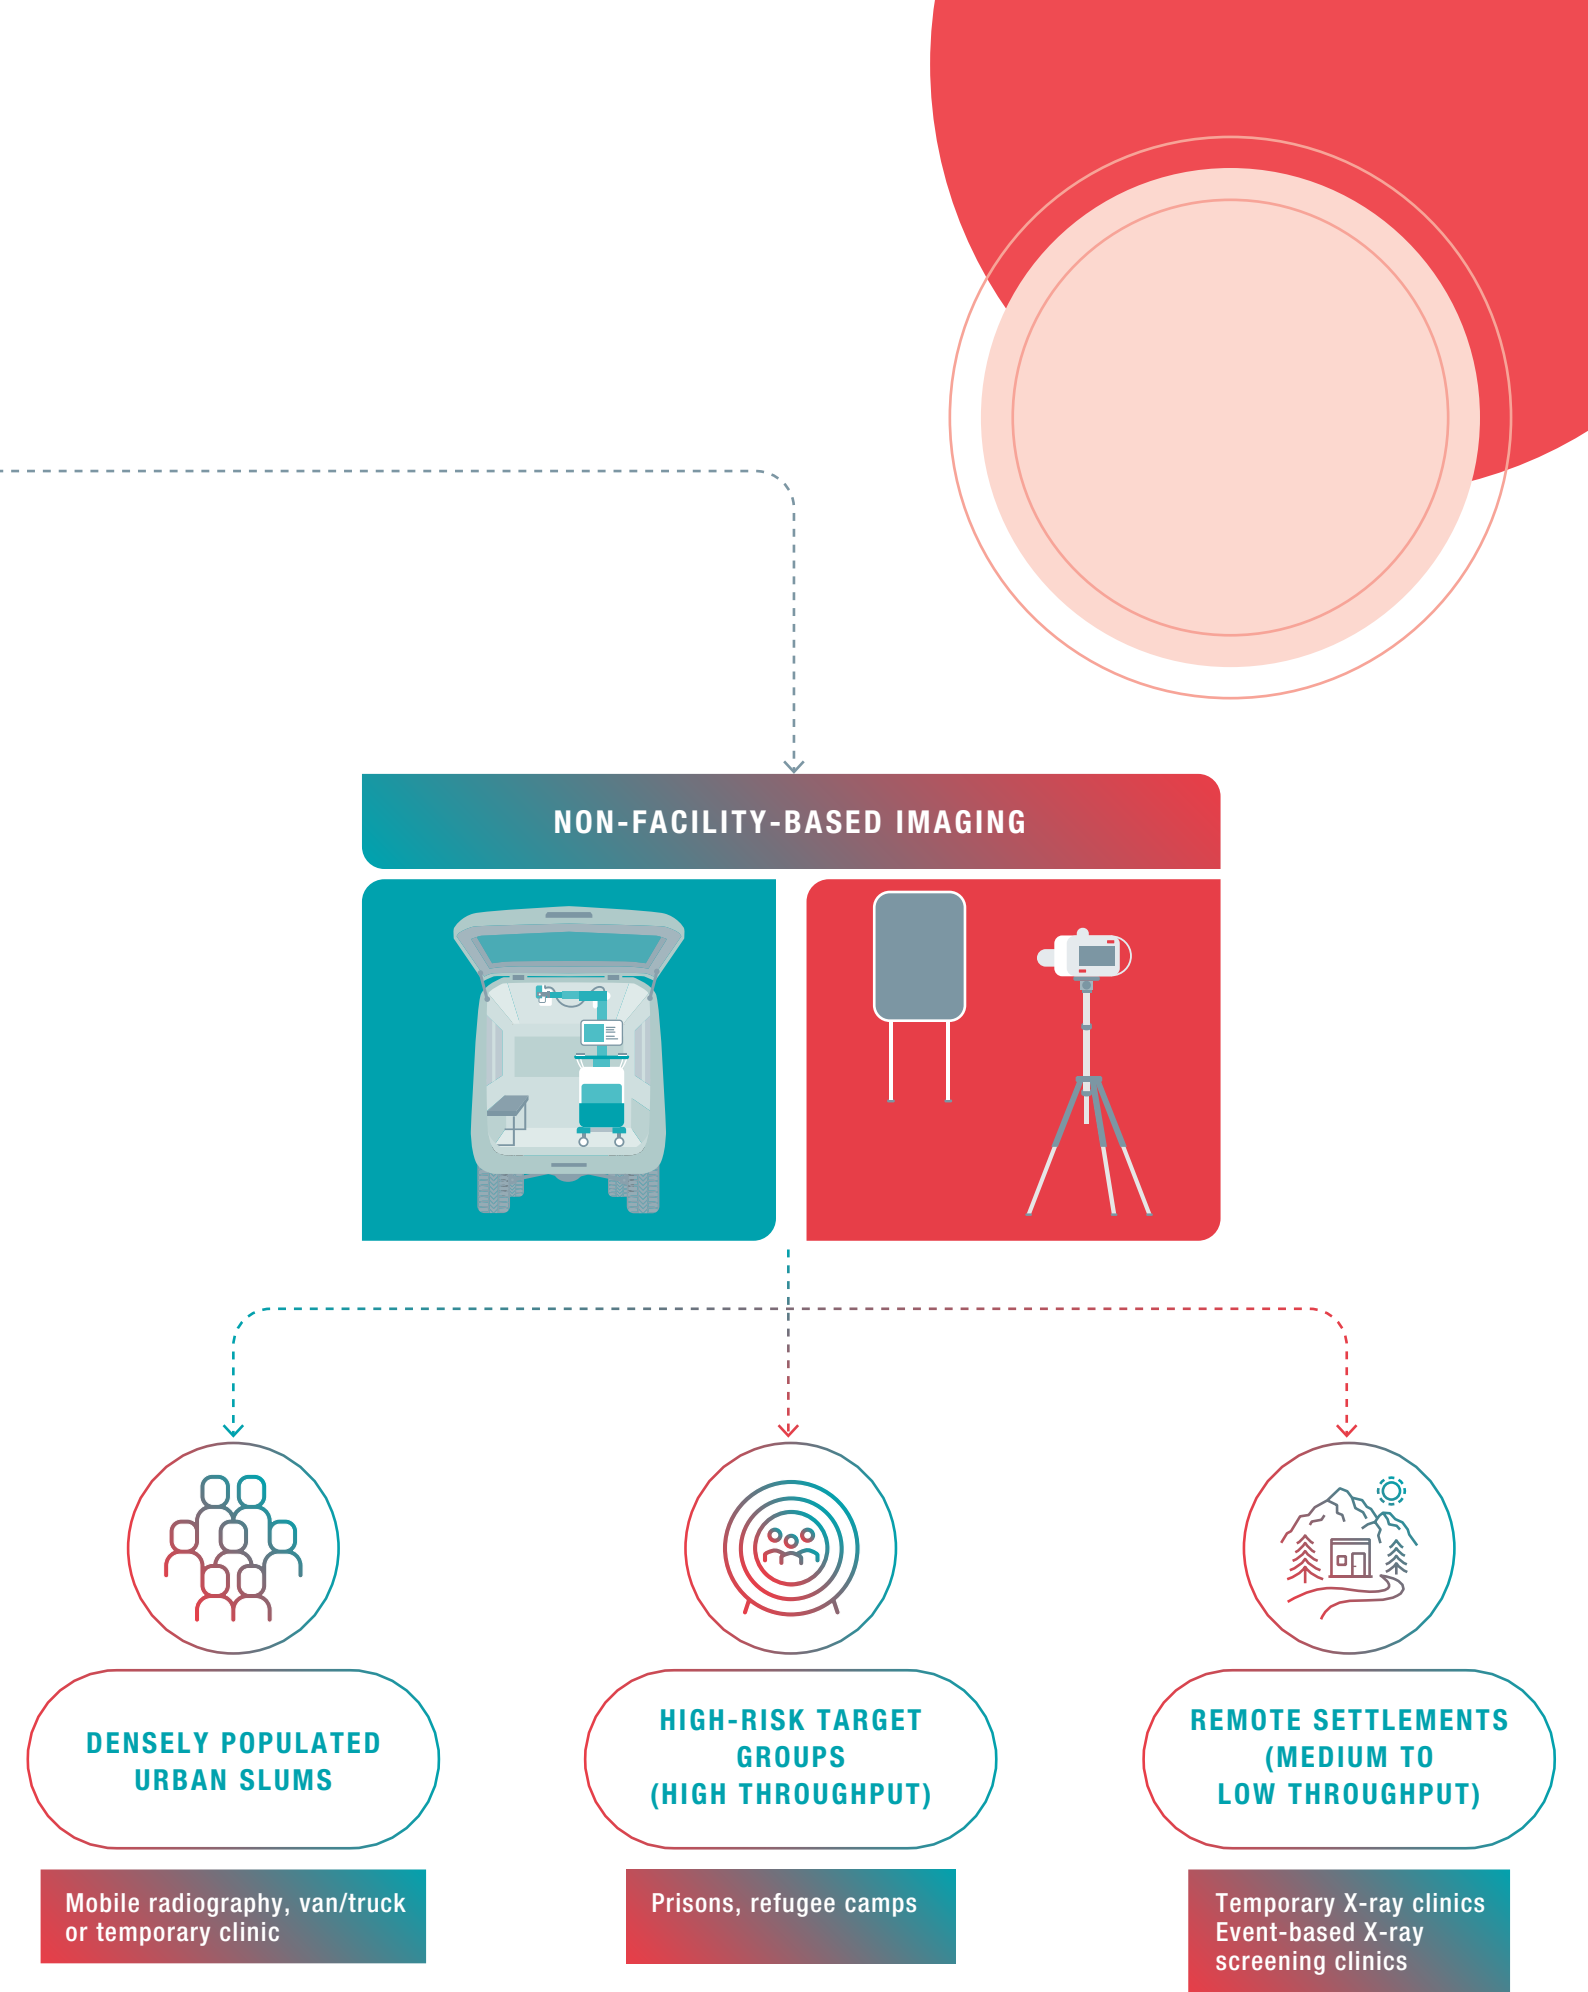 NON-FACILITY-BASED IMAGING
DENSELY POPULATED
URBAN SLUMS
Mobile radiography, van/truck
or temporary clinic
HIGH-RISK TARGET
GROUPS
(HIGH THROUGHPUT)
Prisons, refugee camps
REMOTE SETTLEMENTS
(MEDIUM TO
LOW THROUGHPUT)
Temporary X-ray clinics
Event-based X-ray
screening clinics